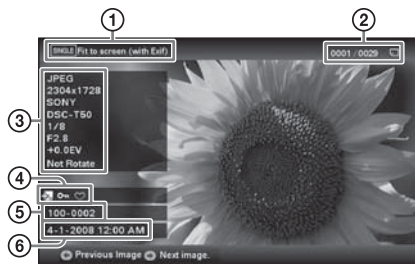 ① ②
SINGLE Fit to screen (with Exif) 0001/0029
③
JPEG
2304x1728
SONY
DSC-T50
1/8
F2.8
+0.0EV
Not Rotate
④
⑤ 100-0002
⑥ 4-1-2008 12:00 AM
Previous Image Next image.